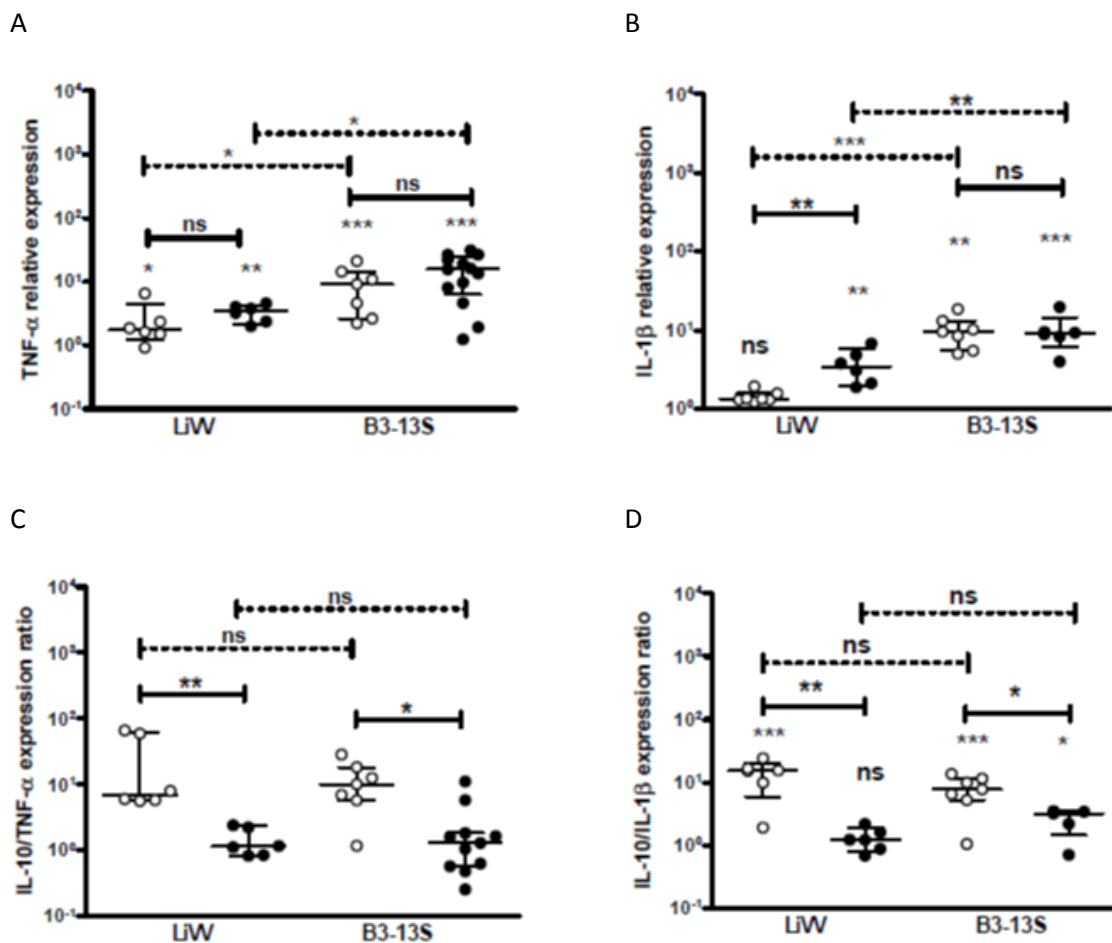 A
10⁴
10³
10²
10¹
10⁰
10⁻¹
TNF-α relative expression
*
*
ns
ns
*
**
***
***
LiW
B3-13S
B
10⁴
10³
10²
10¹
10⁰
IL-1β relative expression
**
***
**
ns
ns
**
**
***
LiW
B3-13S
C
10⁴
10³
10²
10¹
10⁰
10⁻¹
IL-10/TNF-α expression ratio
ns
ns
**
*
LiW
B3-13S
D
10⁴
10³
10²
10¹
10⁰
10⁻¹
IL-10/IL-1β expression ratio
ns
ns
**
*
***
ns
***
*
LiW
B3-13S